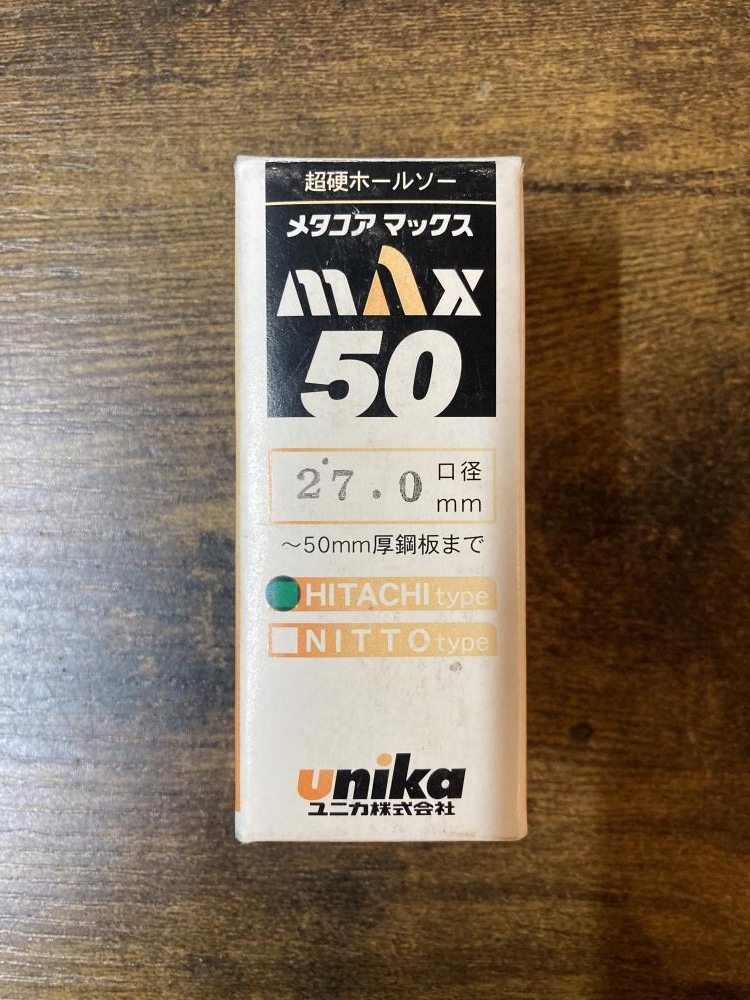 超硬ホールソー
メタコア マックス
mAx
50
27.0 口径
mm
～50mm厚鋼板まで
HITACHI type
NITTO type
unika
ユニカ株式会社